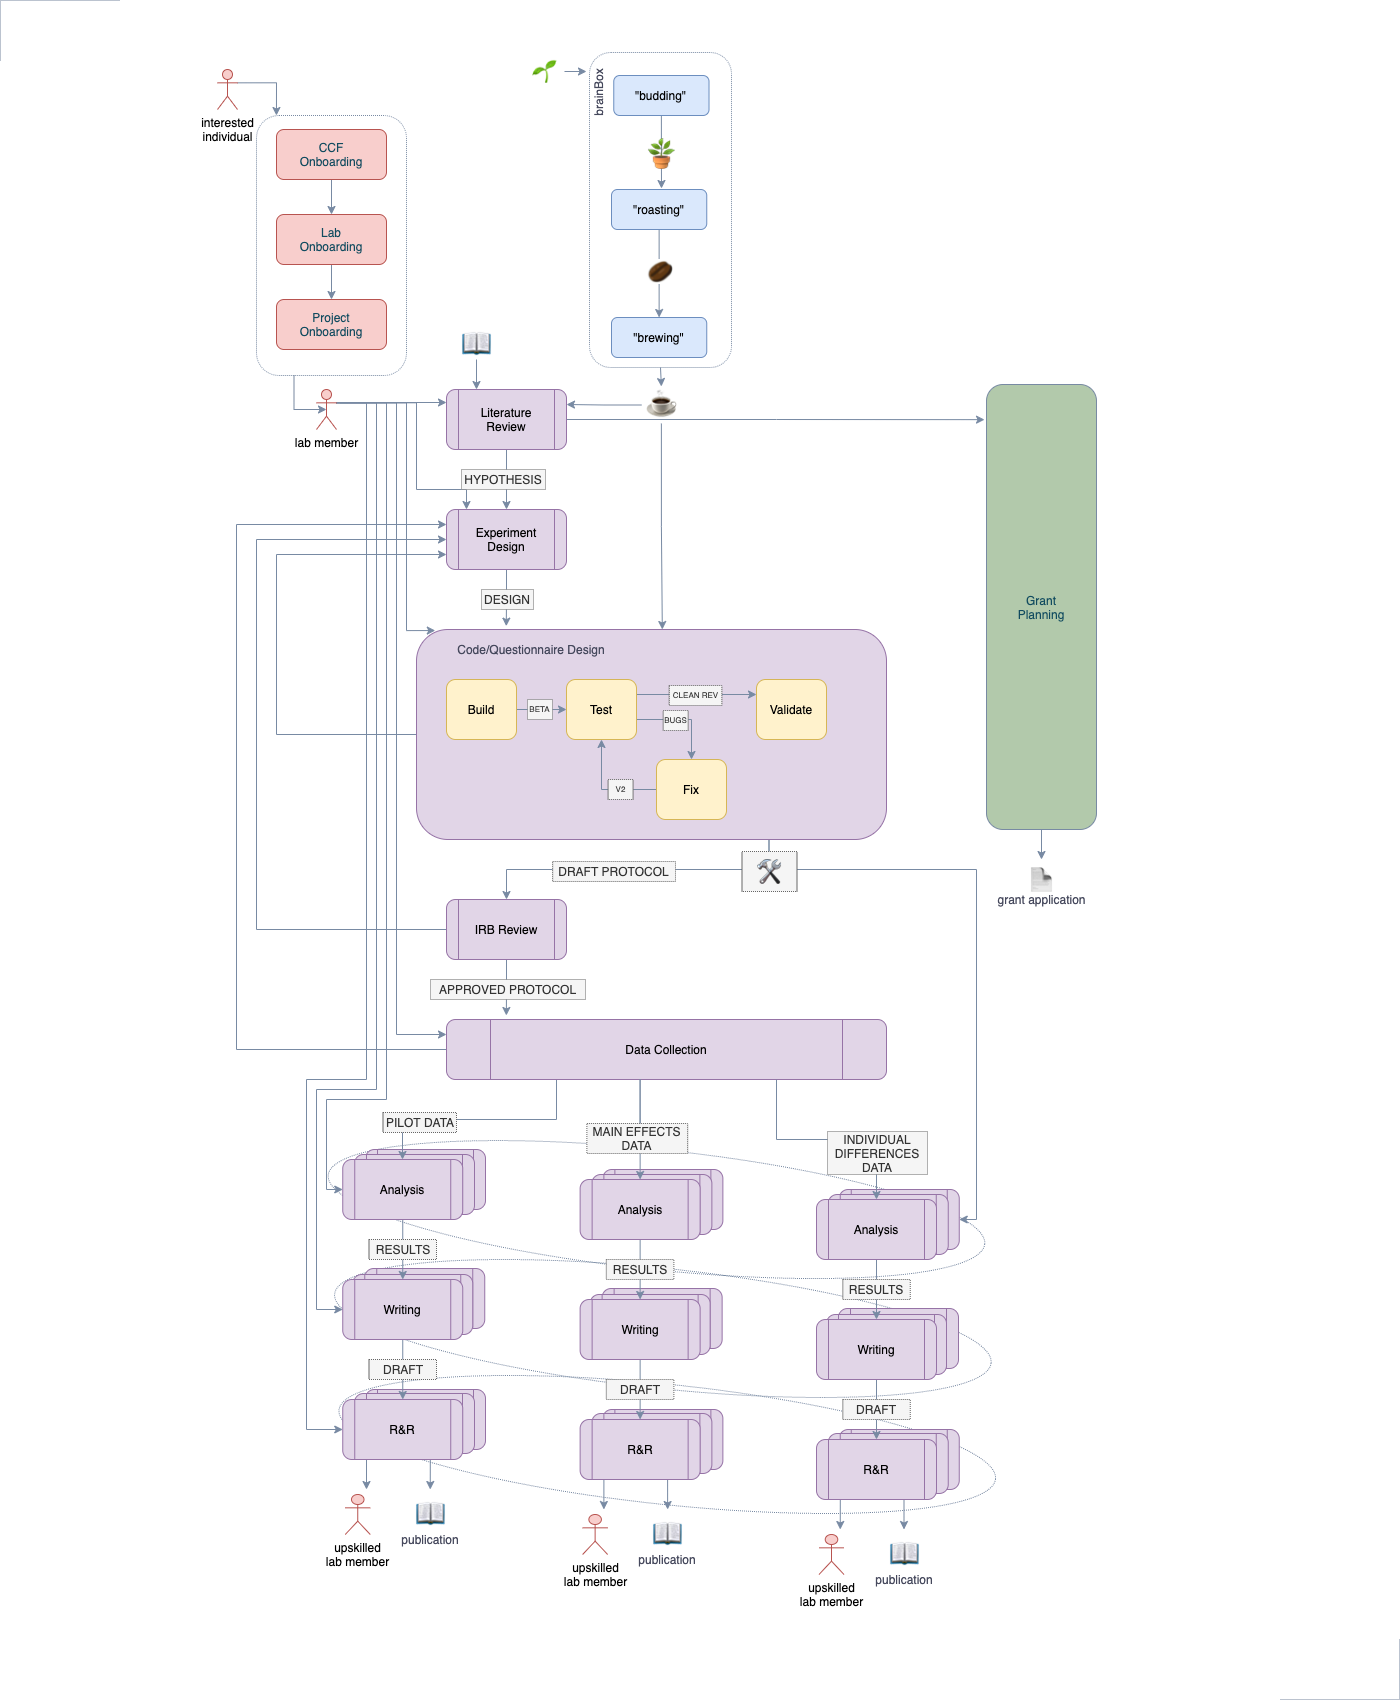 interested
individual
CCF
Onboarding
Lab
Onboarding
Project
Onboarding
lab member
brainBox
"budding"
"roasting"
"brewing"
Literature
Review
HYPOTHESIS
Experiment
Design
DESIGN
Grant
Planning
grant application
Code/Questionnaire Design
Build
BETA
Test
CLEAN REV
BUGS
Validate
V2
Fix
DRAFT PROTOCOL
IRB Review
APPROVED PROTOCOL
Data Collection
PILOT DATA
MAIN EFFECTS
DATA
INDIVIDUAL
DIFFERENCES
DATA
Analysis
Analysis
Analysis
RESULTS
RESULTS
RESULTS
Writing
Writing
Writing
DRAFT
DRAFT
DRAFT
R&R
R&R
R&R
upskilled
lab member
publication
upskilled
lab member
publication
upskilled
lab member
publication